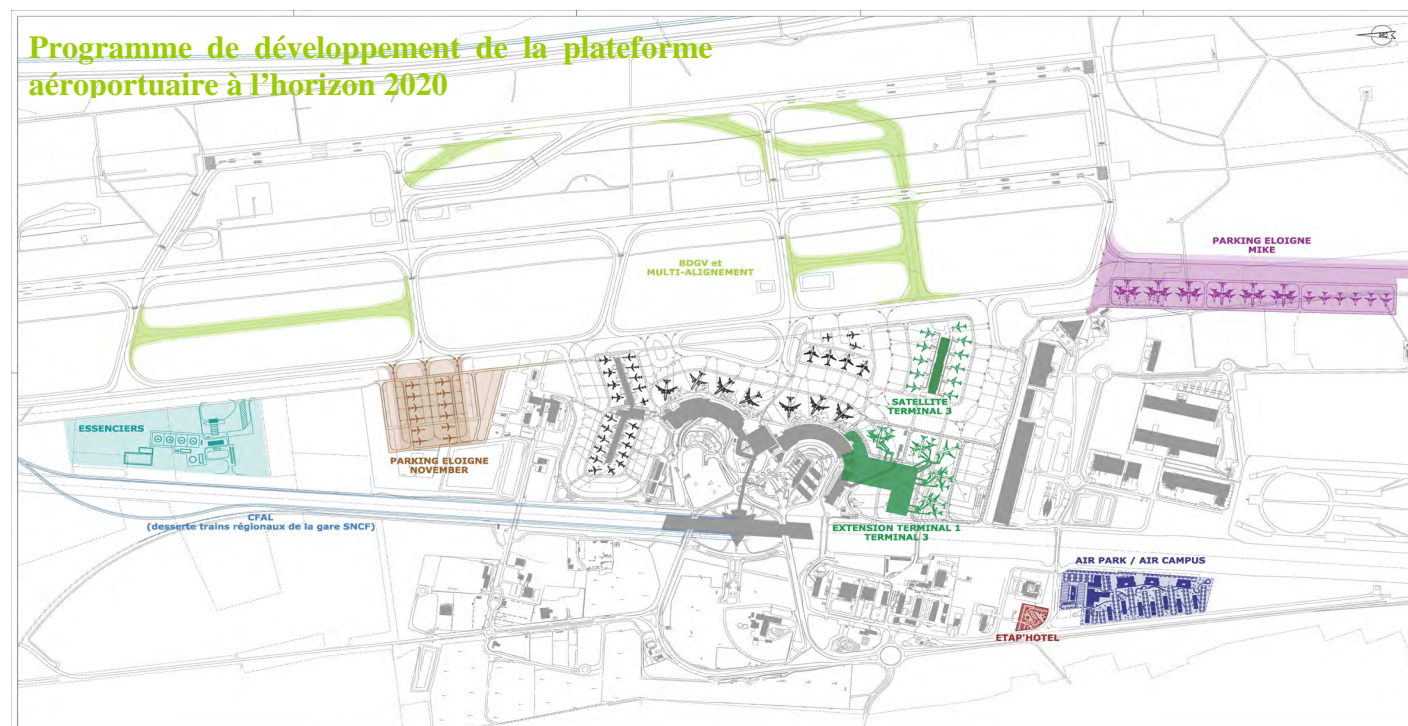 Programme de développement de la plateforme
aéroportuaire à l'horizon 2020
PARKING ELOIGNE
MIKE
BDGV et
MULTI-ALIGNEMENT
SATELLITE
TERMINAL 3
ESSENCIERS
PARKING ELOIGNE
NOVEMBER
CFAL
(desserte trains régionaux de la gare SNCF)
EXTENSION TERMINAL 1
TERMINAL 3
AIR PARK / AIR CAMPUS
ETAP'HOTEL